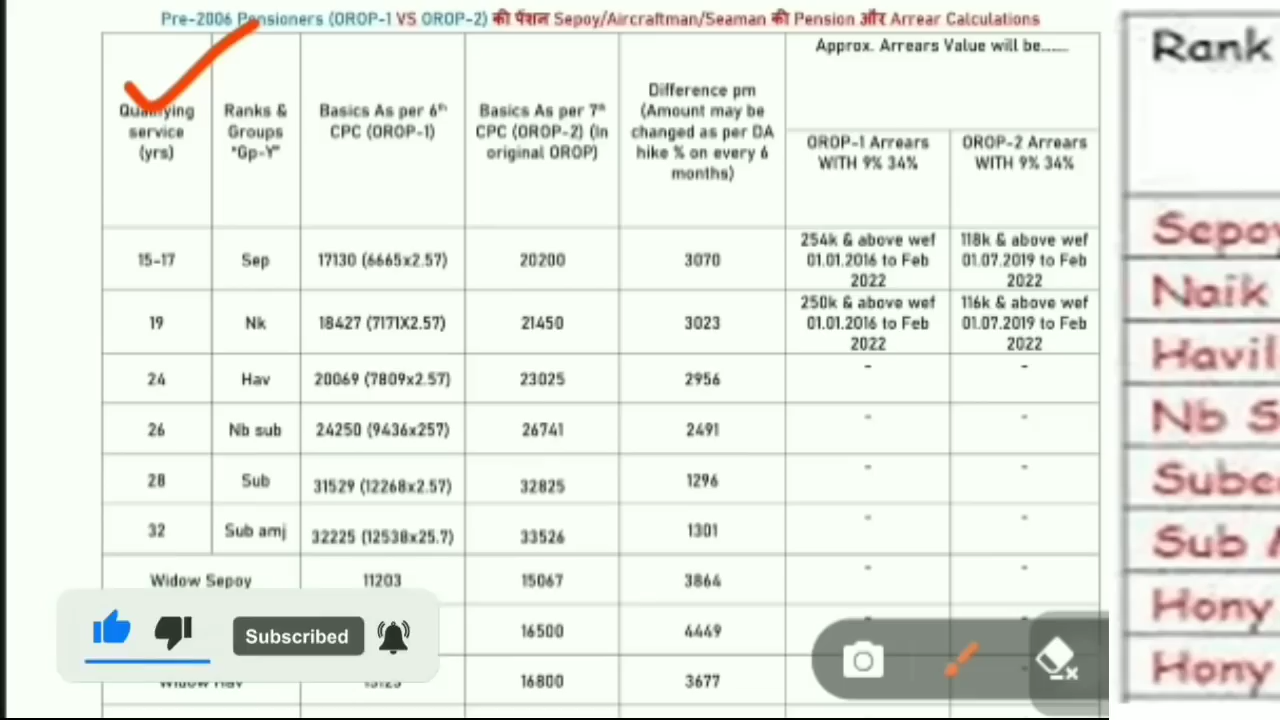 Pre-2006 Pensioners (OROP-1 VS OROP-2) की पेंशन Sepoy/Aircraftman/Seaman की Pension और Arrear Calculations
Qualifying service (yrs)
Ranks & Groups "Gp-Y"
Basics As per 6th CPC (OROP-1)
Basics As per 7th CPC (OROP-2) (in original OROP)
Difference pm (Amount may be changed as per DA hike % on every 6 months)
Approx. Arrears Value will be......
OROP-1 Arrears WITH 9% 34%
OROP-2 Arrears WITH 9% 34%
15-17 Sep 17130 (6665x2.57) 20200 3070 254k & above wef 01.01.2016 to Feb 2022 118k & above wef 01.07.2019 to Feb 2022
19 Nk 18427 (7171X2.57) 21450 3023 250k & above wef 01.01.2016 to Feb 2022 116k & above wef 01.07.2019 to Feb 2022
24 Hav 20069 (7809x2.57) 23025 2956 - -
26 Nb sub 24250 (9436x257) 26741 2491 - -
28 Sub 31529 (12268x2.57) 32825 1296 - -
32 Sub amj 32225 (12538x25.7) 33526 1301 - -
Widow Sepoy 11203 15067 3864 - -
16500 4449
Widow Hav 16800 3677
Subscribed
Rank
Sepoy
Naik
Havil
Nb S
Sube
Sub
Hony
Hony